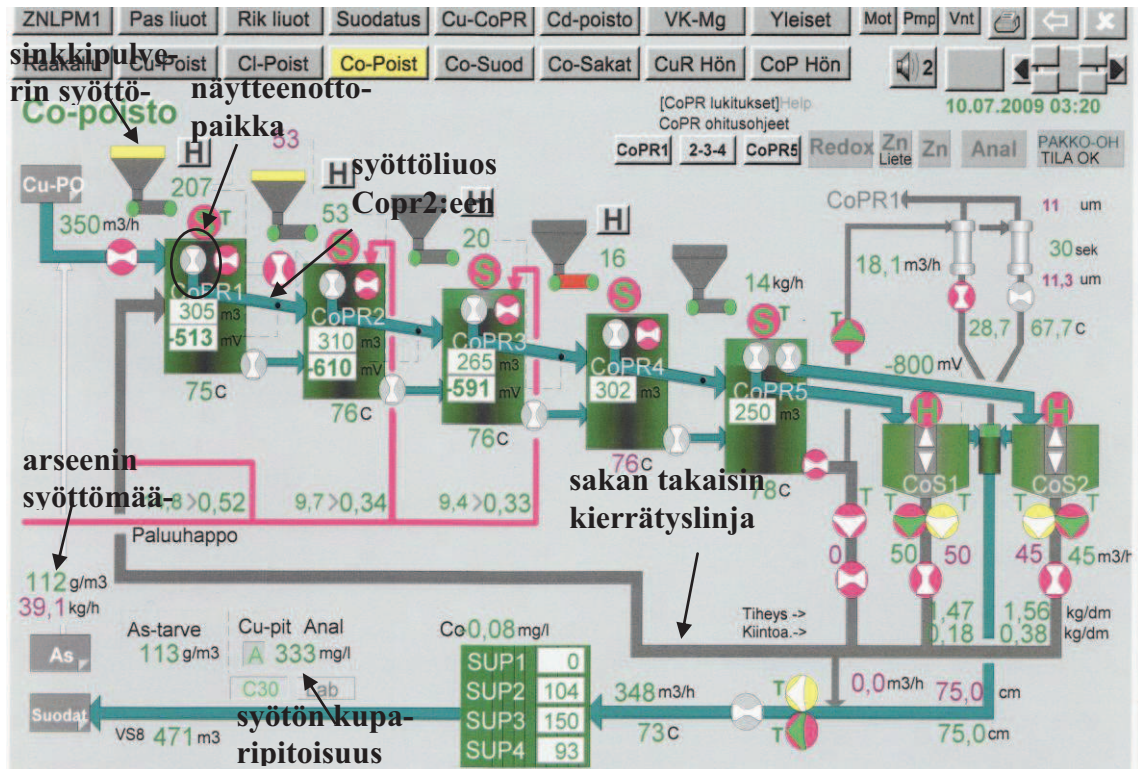 ZNLPM1 Pas liuot Rik liuot Suodatus Cu-CoPR Cd-poisto VK-Mg Yleiset Mot Pmp Vnt
Raakaliu Cu-Poist Cl-Poist Co-Poist Co-Suod Co-Sakat CuR Hön CoP Hön 2
sinkkipulve-
rin syöttö-
näytteenotto-
paikka
Co-poisto
[CoPR lukitukset] Help
CoPR ohitusohjeet
10.07.2009 03:20
CoPR1 2-3-4 CoPR5 Redox Zn Liete Zn Anal PAKKO-OH
TILA OK
53
H
H
H
H
207
53
20
16
14 kg/h
syöttöliuos
Copr2:een
Cu-PO
350 m3/h
S T
S
S
S
S T
CoPR1
11 um
30 sek
11,3 um
18,1 m3/h
28,7 67,7 C
T
CoPR1
305 m3
-513 mV
75 C
CoPR2
310 m3
-610 mV
76 C
CoPR3
265 m3
-591 mV
76 C
CoPR4
302 m3
76 C
CoPR5
250 m3
78 C
-800 mV
H
H
CoS1
CoS2
T T T T T
arseenin
syöttömää-
,8 >0,52 9,7 >0,34 9,4 >0,33
Paluuhappo
sakan takaisin
kierrätyslinja
0 50 50 45 45 m3/h
112 g/m3
39,1 kg/h
As
As-tarve
113 g/m3
Cu-pit Anal
A 333 mg/l
C30 Lab
Co 0,08 mg/l
Tiheys -> 1,47 1,56 kg/dm
Kiintoa.-> 0,18 0,38 kg/dm
SUP1 0
SUP2 104
SUP3 150
SUP4 93
348 m3/h
73 C
T
T
0,0 m3/h 75,0 cm
75,0 cm
Suodat
VS8 471 m3
syötön kupa-
ripitoisuus